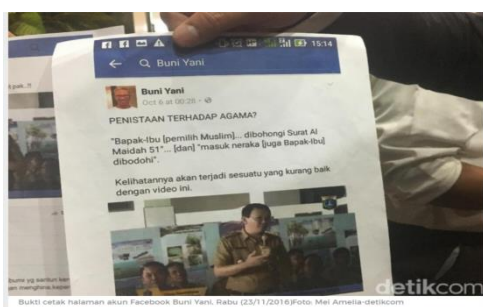 15:14
Buni Yani
Buni Yani
Oct 6 at 00:28
PENISTAAN TERHADAP AGAMA?
"Bapak-Ibu [pemilih Muslim]... dibohongi Surat Al
Maidah 51"... [dan] "masuk neraka [juga Bapak-Ibu]
dibodohi".
Kelihatannya akan terjadi sesuatu yang kurang baik
dengan video ini.
detikcom
Bukti cetak halaman akun Facebook Buni Yani, Rabu (23/11/2016)Foto: Mei Amelia-detikcom